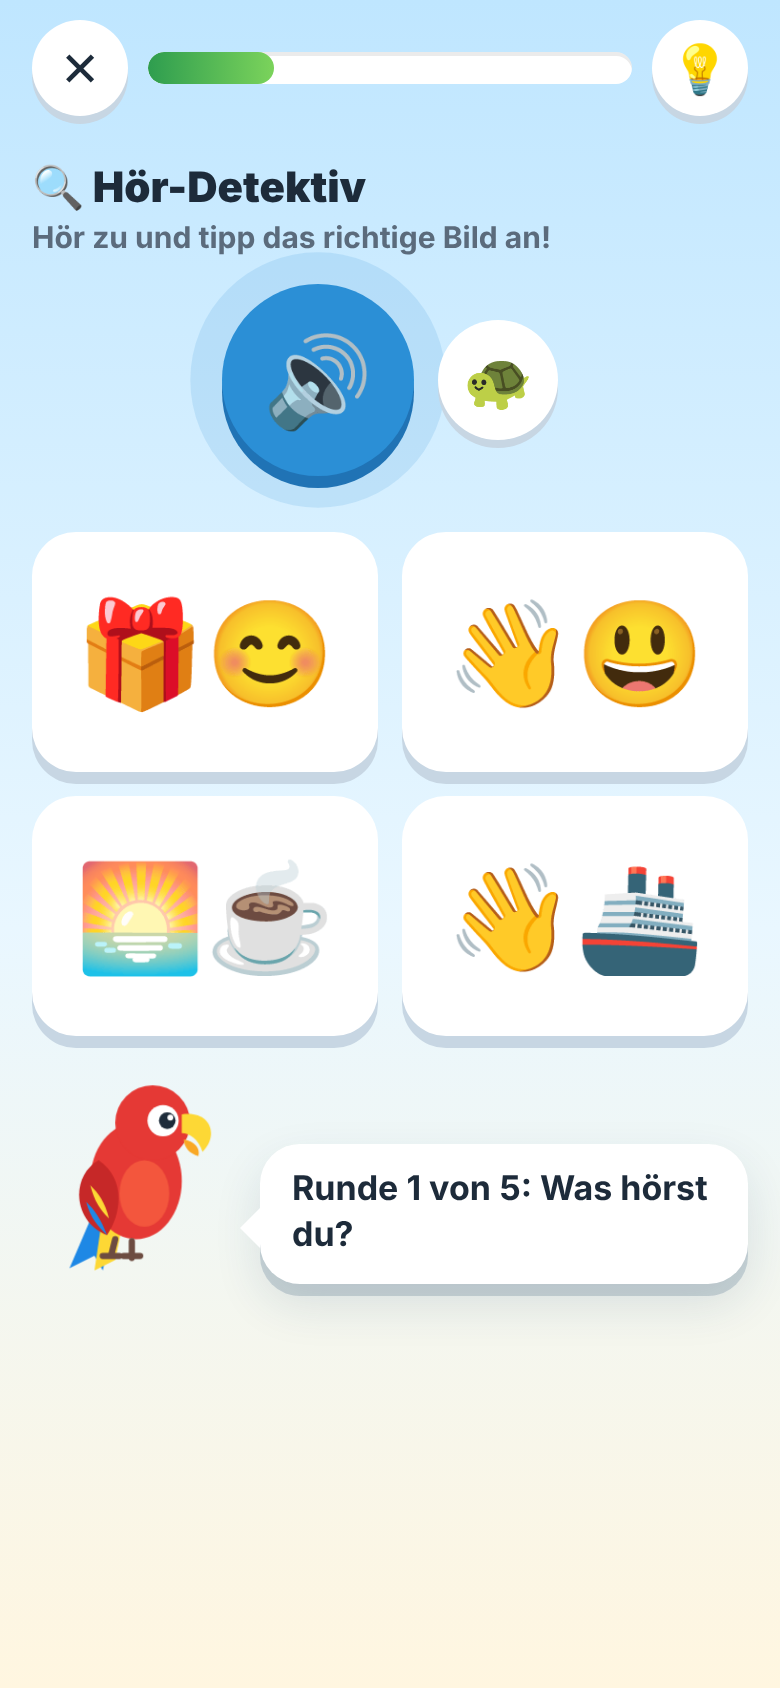 Hör-Detektiv
Hör zu und tipp das richtige Bild an!
Runde 1 von 5: Was hörst
du?